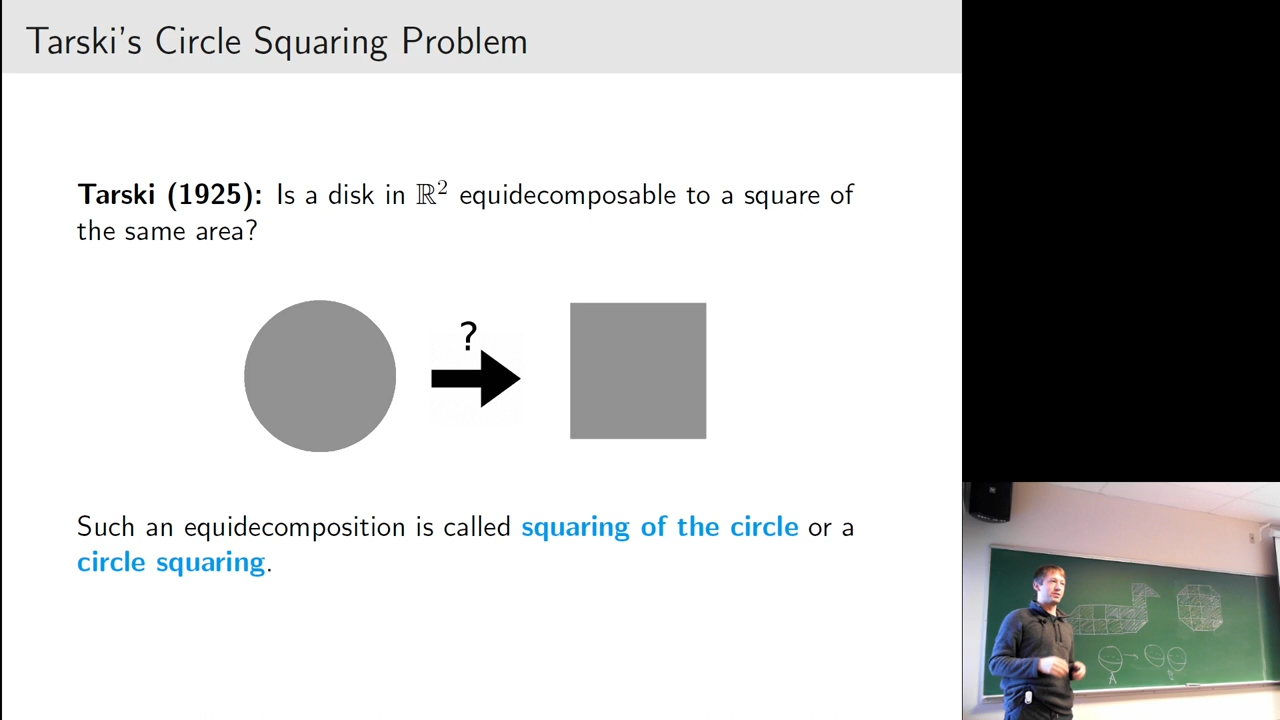 Tarski's Circle Squaring Problem
Tarski (1925): Is a disk in ℝ² equidecomposable to a square of
the same area?
?
Such an equidecomposition is called squaring of the circle or a
circle squaring.
A